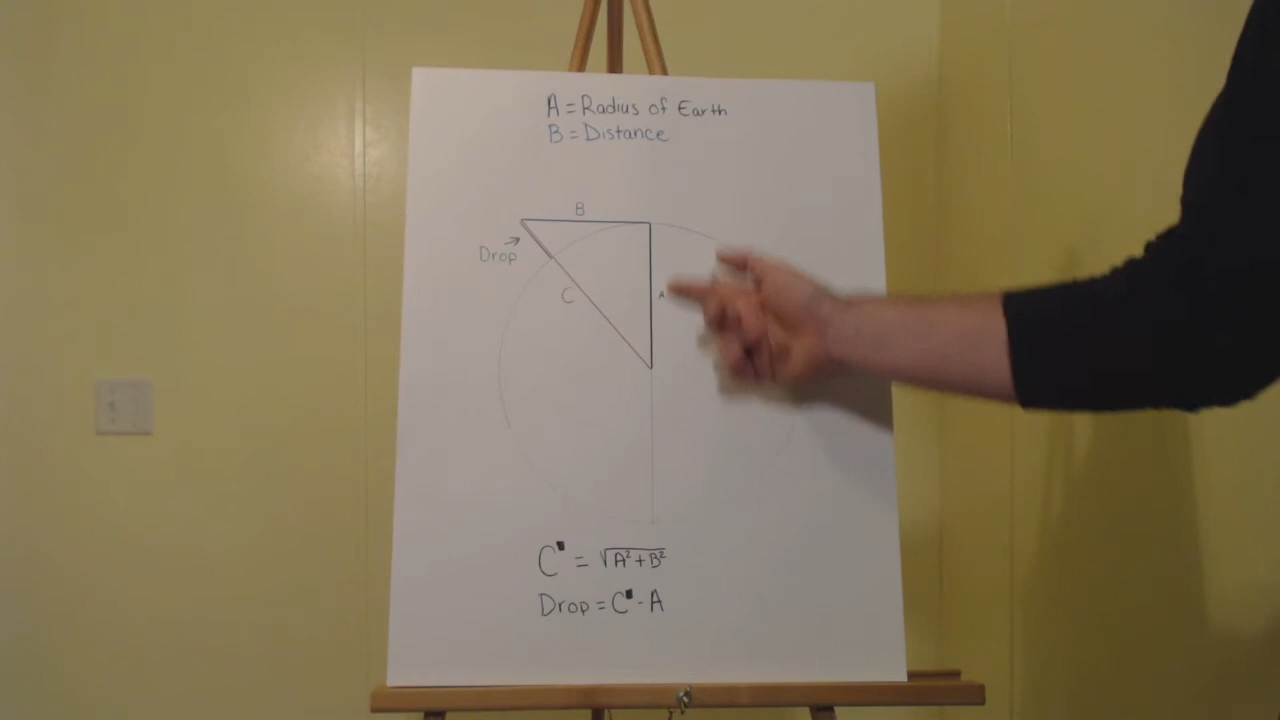 A = Radius of Earth
B = Distance
B
Drop
C
A
C = √A² + B²
Drop = C - A